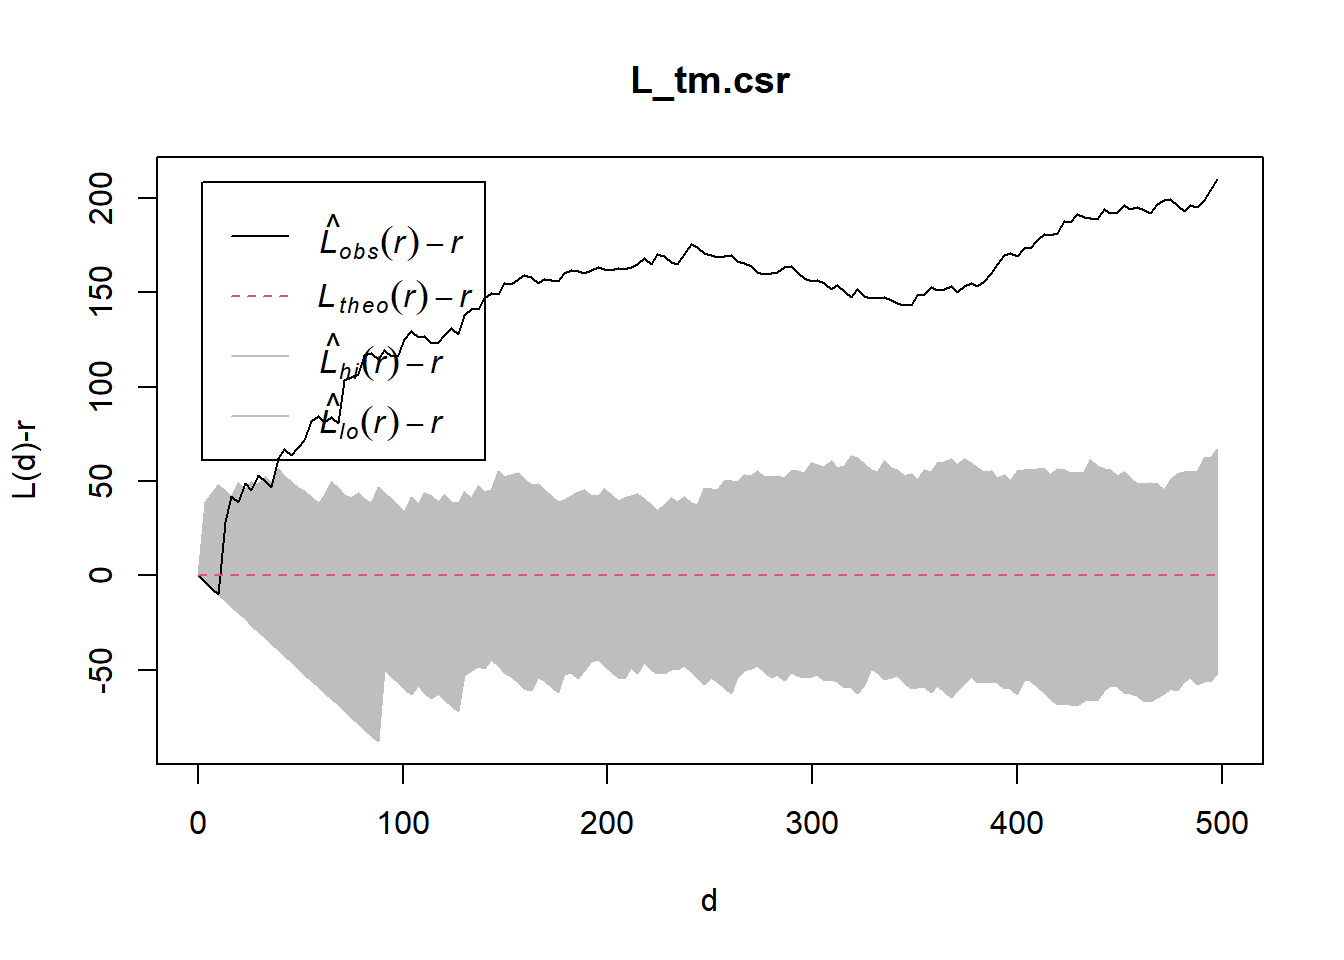 L_tm.csr
L̂obs(r) − r
Ltheo(r) − r
L̂hi(r) − r
L̂lo(r) − r
L(d)-r
200
150
100
50
0
-50
0 100 200 300 400 500
d